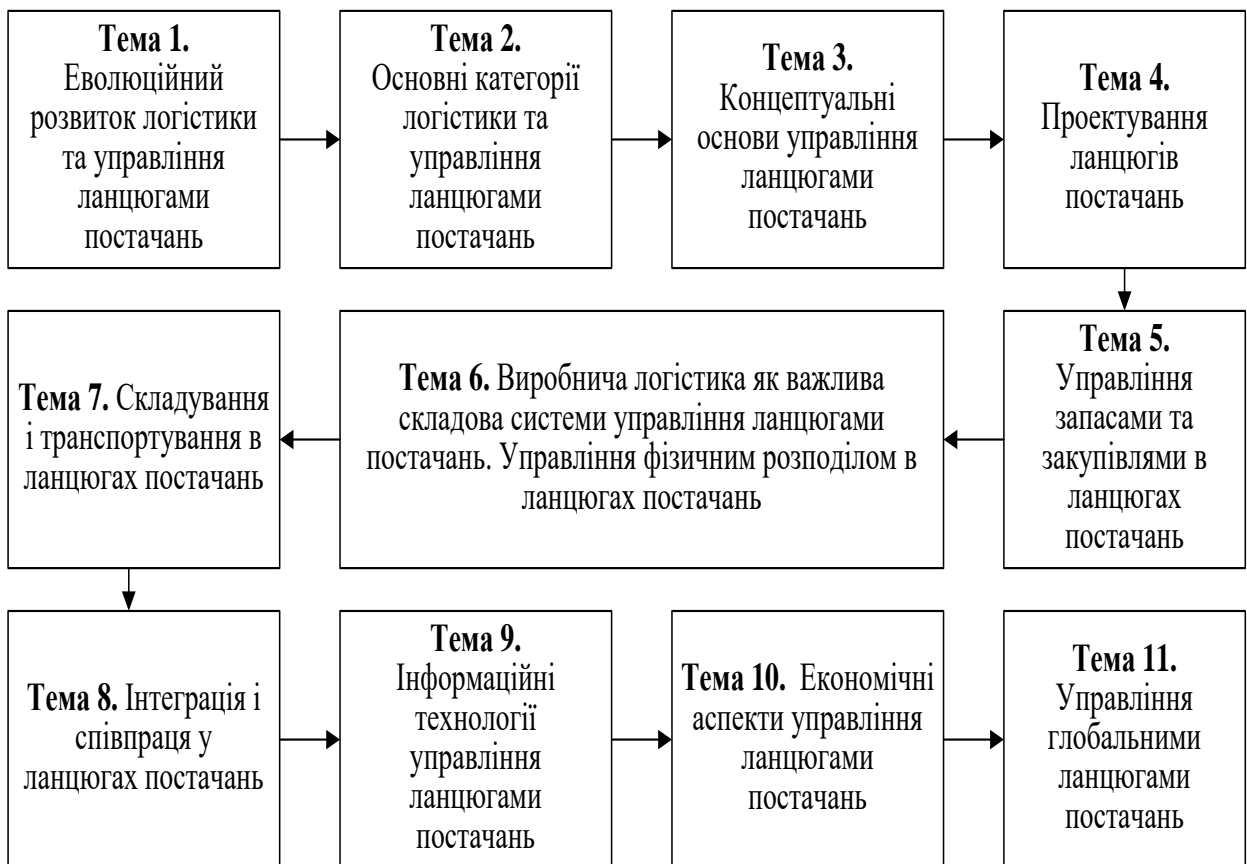 Тема 1.
Еволюційний
розвиток логістики
та управління
ланцюгами
постачань
Тема 2.
Основні категорії
логістики та
управління
ланцюгами
постачань
Тема 3.
Концептуальні
основи управління
ланцюгами
постачань
Тема 4.
Проектування
ланцюгів
постачань
Тема 5.
Управління
запасами та
закупівлями в
ланцюгах
постачань
Тема 6. Виробнича логістика як важлива
складова системи управління ланцюгами
постачань. Управління фізичним розподілом в
ланцюгах постачань
Тема 7. Складування
і транспортування в
ланцюгах постачань
Тема 8. Інтеграція і
співпраця у
ланцюгах постачань
Тема 9.
Інформаційні
технології
управління
ланцюгами
постачань
Тема 10. Економічні
аспекти управління
ланцюгами
постачань
Тема 11.
Управління
глобальними
ланцюгами
постачань